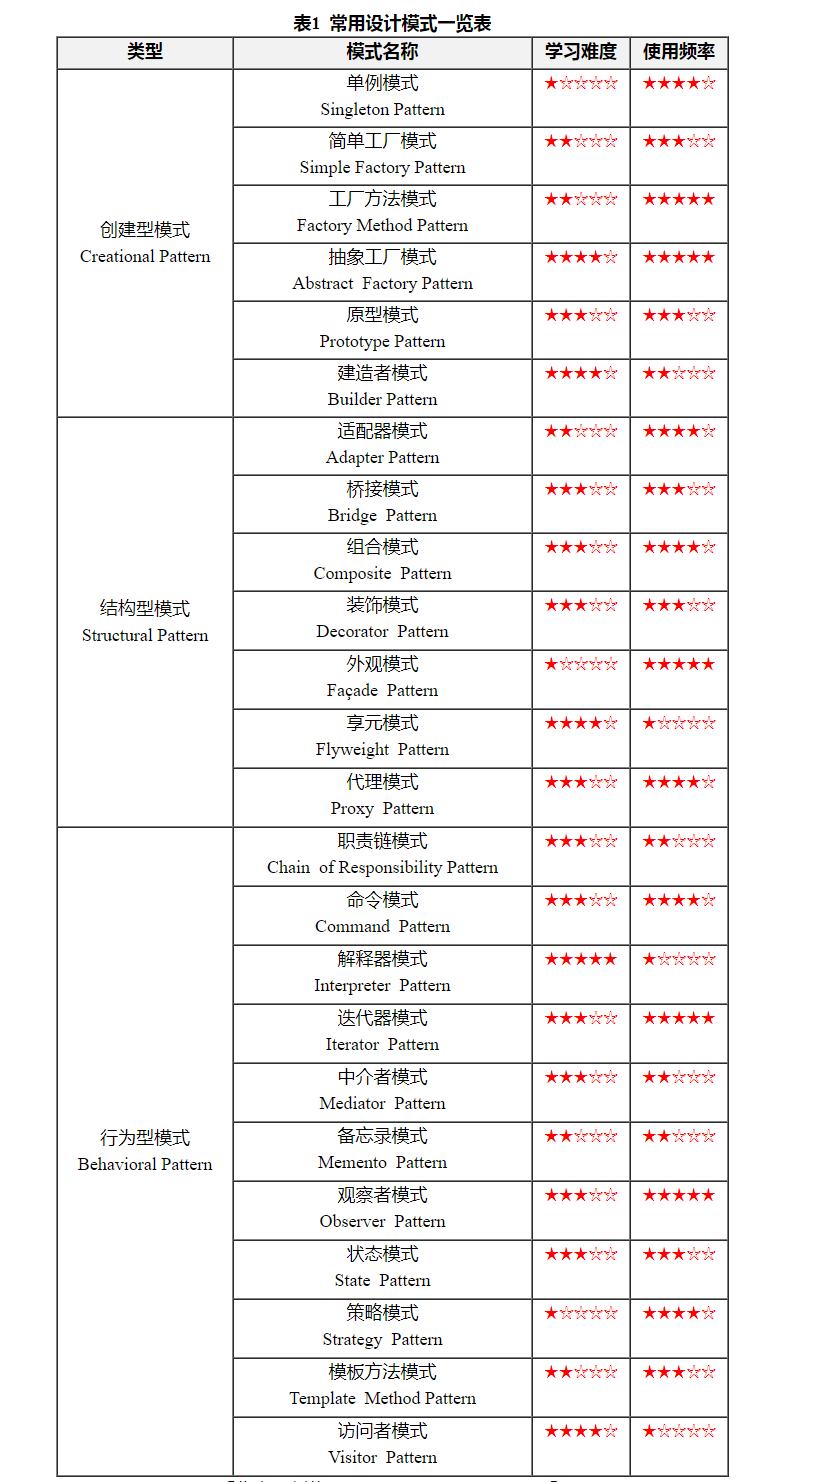 表1 常用设计模式一览表
类型 模式名称 学习难度 使用频率
创建型模式
Creational Pattern
单例模式 ★☆☆☆☆ ★★★★☆
Singleton Pattern
简单工厂模式 ★★☆☆☆ ★★★☆☆
Simple Factory Pattern
工厂方法模式 ★★☆☆☆ ★★★★★
Factory Method Pattern
抽象工厂模式 ★★★★☆ ★★★★★
Abstract Factory Pattern
原型模式 ★★★☆☆ ★★★☆☆
Prototype Pattern
建造者模式 ★★★★☆ ★★☆☆☆
Builder Pattern
结构型模式
Structural Pattern
适配器模式 ★★☆☆☆ ★★★★☆
Adapter Pattern
桥接模式 ★★★☆☆ ★★★☆☆
Bridge Pattern
组合模式 ★★★☆☆ ★★★★☆
Composite Pattern
装饰模式 ★★★☆☆ ★★★☆☆
Decorator Pattern
外观模式 ★☆☆☆☆ ★★★★★
Façade Pattern
享元模式 ★★★★☆ ★☆☆☆☆
Flyweight Pattern
代理模式 ★★★☆☆ ★★★★☆
Proxy Pattern
行为型模式
Behavioral Pattern
职责链模式 ★★★☆☆ ★★☆☆☆
Chain of Responsibility Pattern
命令模式 ★★★☆☆ ★★★★☆
Command Pattern
解释器模式 ★★★★★ ★☆☆☆☆
Interpreter Pattern
迭代器模式 ★★★☆☆ ★★★★★
Iterator Pattern
中介者模式 ★★★☆☆ ★★☆☆☆
Mediator Pattern
备忘录模式 ★★☆☆☆ ★★☆☆☆
Memento Pattern
观察者模式 ★★★☆☆ ★★★★★
Observer Pattern
状态模式 ★★★☆☆ ★★★☆☆
State Pattern
策略模式 ★☆☆☆☆ ★★★★☆
Strategy Pattern
模板方法模式 ★★☆☆☆ ★★★☆☆
Template Method Pattern
访问者模式 ★★★★☆ ★☆☆☆☆
Visitor Pattern